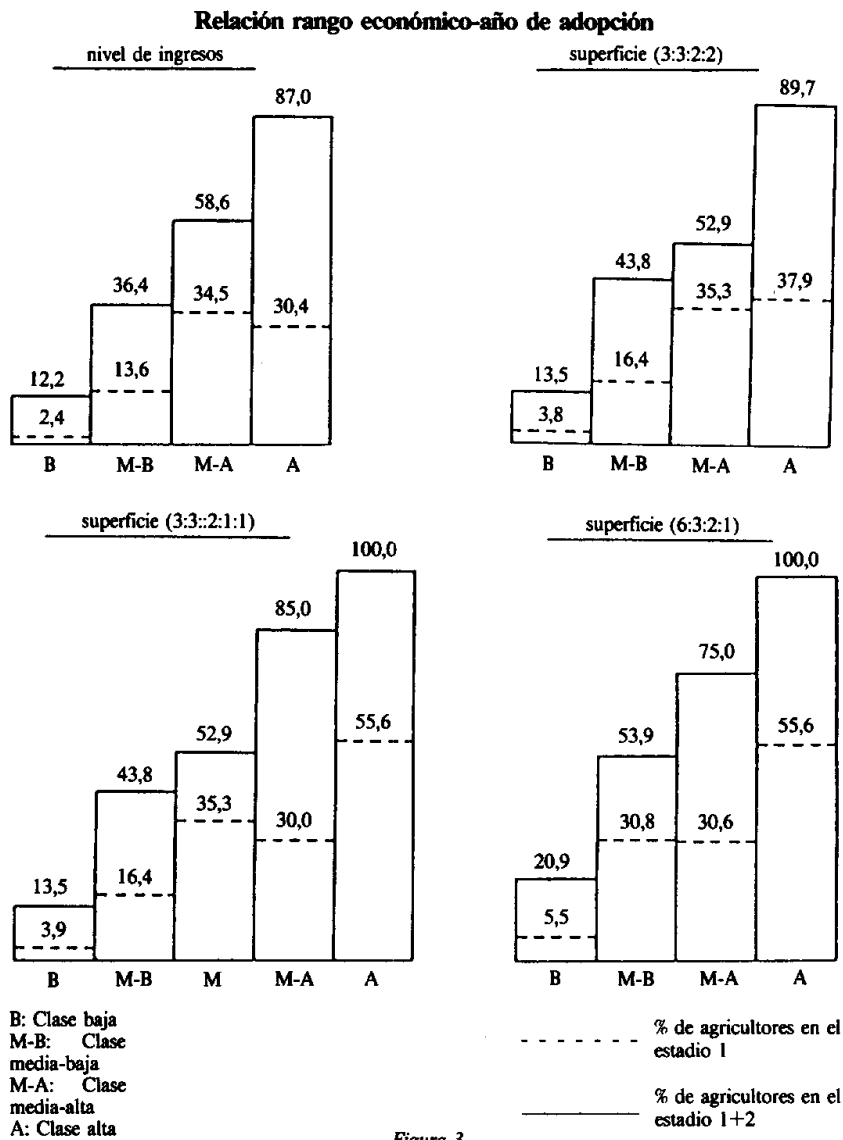 Relación rango económico-año de adopción
nivel de ingresos
87,0
58,6
36,4
34,5
30,4
13,6
12,2
2,4
B M-B M-A A
superficie (3:3:2:2)
89,7
52,9
43,8
37,9
35,3
16,4
13,5
3,8
B M-B M-A A
superficie (3:3::2:1:1)
100,0
85,0
55,6
52,9
43,8
35,3
30,0
16,4
13,5
3,9
B M-B M M-A A
superficie (6:3:2:1)
100,0
75,0
55,6
53,9
30,8
30,6
20,9
5,5
B M-B M-A A
B: Clase baja
M-B: Clase
media-baja
M-A: Clase
media-alta
A: Clase alta
% de agricultores en el
estadio 1
% de agricultores en el
estadio 1+2
Figura 3